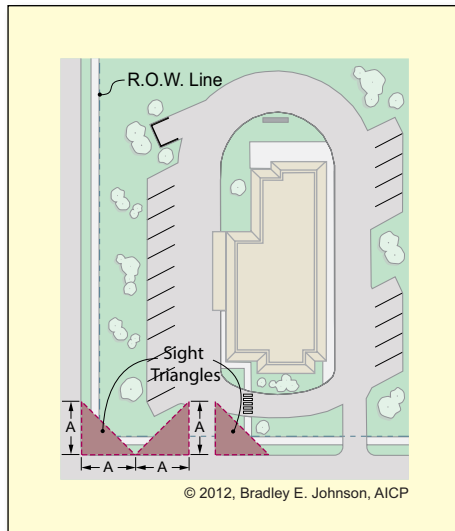 R.O.W. Line
Sight
Triangles
A
A
A
A
© 2012, Bradley E. Johnson, AICP